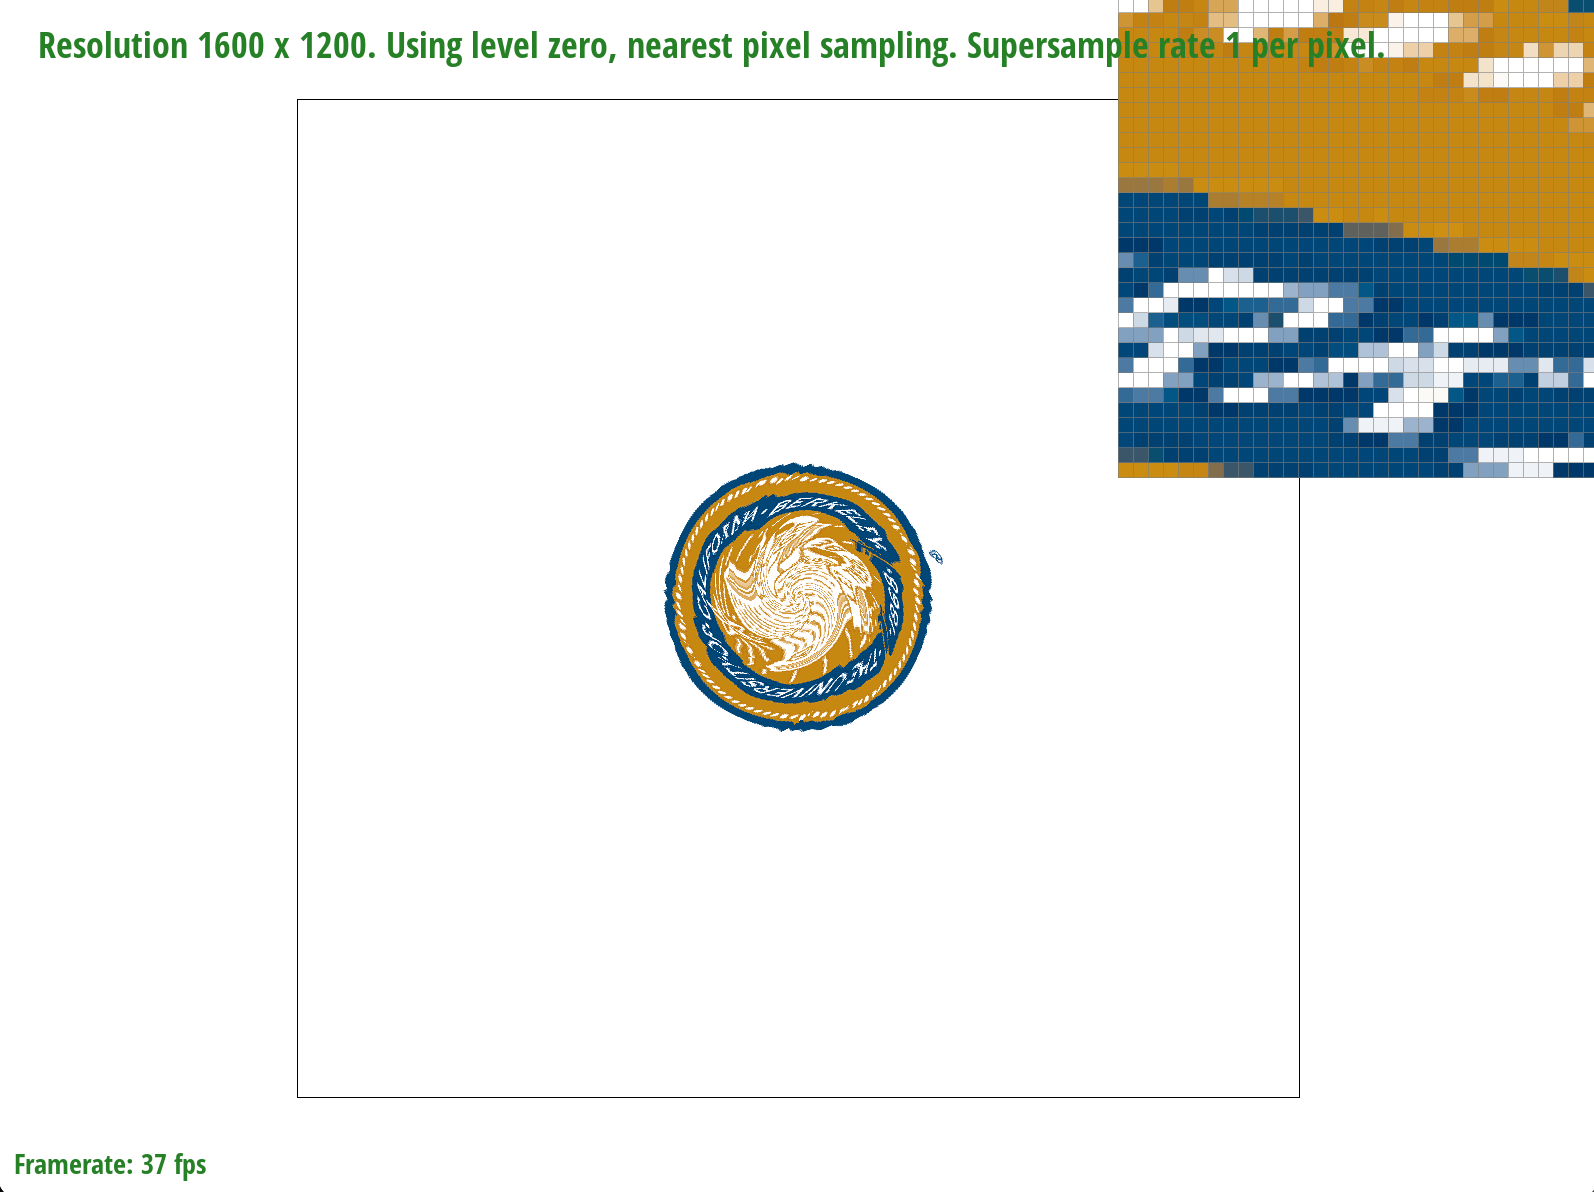 Resolution 1600 x 1200. Using level zero, nearest pixel sampling. Supersample rate 1 per pixel.
CALIFORNIA · BERKELEY
· 1868 ·
THE UNIVERSITY OF
Framerate: 37 fps